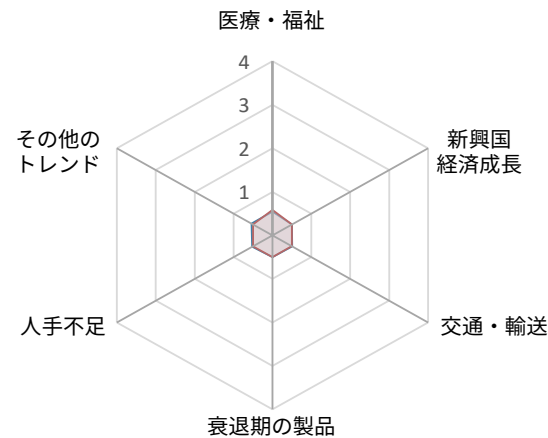 医療・福祉
4
3
2
1
その他の
トレンド
新興国
経済成長
人手不足
交通・輸送
衰退期の製品